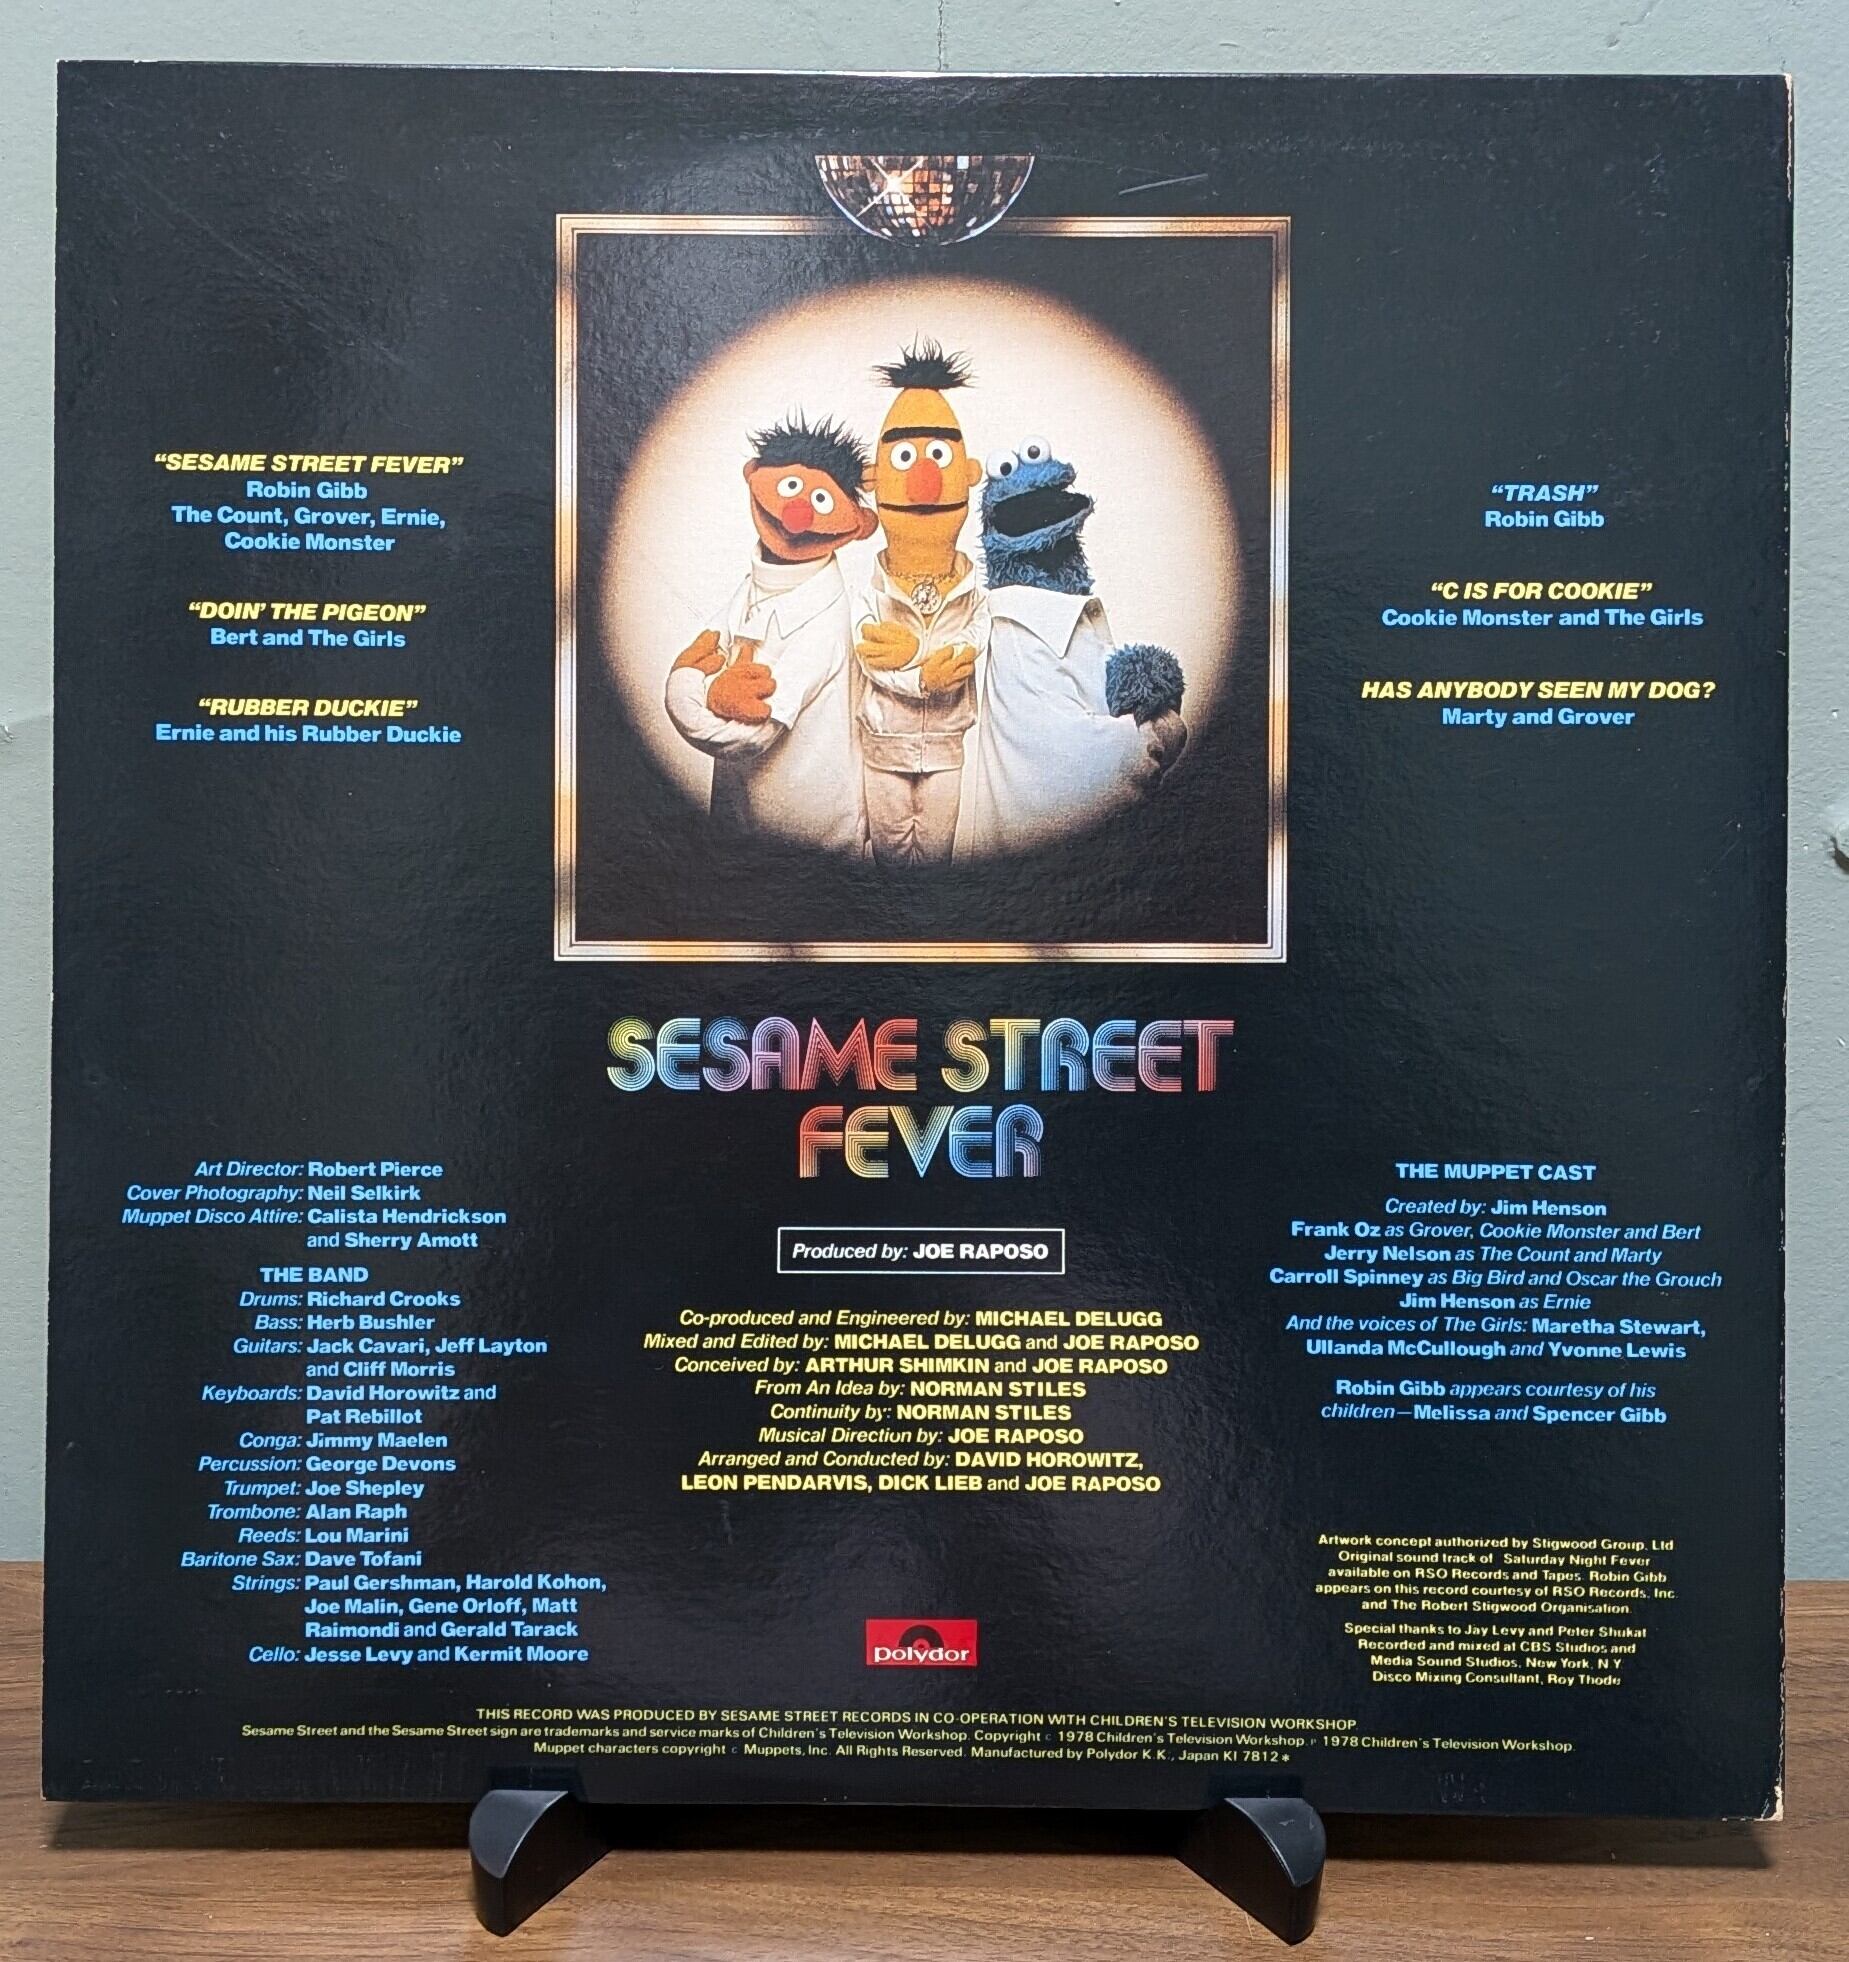 “SESAME STREET FEVER”
Robin Gibb
The Count, Grover, Ernie,
Cookie Monster
“DOIN’ THE PIGEON”
Bert and The Girls
“RUBBER DUCKIE”
Ernie and his Rubber Duckie
“TRASH”
Robin Gibb
“C IS FOR COOKIE”
Cookie Monster and The Girls
HAS ANYBODY SEEN MY DOG?
Marty and Grover
SESAME STREET
FEVER
Art Director: Robert Pierce
Cover Photography: Neil Selkirk
Muppet Disco Attire: Calista Hendrickson
and Sherry Amott
THE BAND
Drums: Richard Crooks
Bass: Herb Bushler
Guitars: Jack Cavari, Jeff Layton
and Cliff Morris
Keyboards: David Horowitz and
Pat Rebillot
Conga: Jimmy Maelen
Percussion: George Devons
Trumpet: Joe Shepley
Trombone: Alan Raph
Reeds: Lou Marini
Baritone Sax: Dave Tofani
Strings: Paul Gershman, Harold Kohon,
Joe Malin, Gene Orloff, Matt
Raimondi and Gerald Tarack
Cello: Jesse Levy and Kermit Moore
Produced by: JOE RAPOSO
Co-produced and Engineered by: MICHAEL DELUGG
Mixed and Edited by: MICHAEL DELUGG and JOE RAPOSO
Conceived by: ARTHUR SHIMKIN and JOE RAPOSO
From An Idea by: NORMAN STILES
Continuity by: NORMAN STILES
Musical Direction by: JOE RAPOSO
Arranged and Conducted by: DAVID HOROWITZ,
LEON PENDARVIS, DICK LIEB and JOE RAPOSO
polydor
THE MUPPET CAST
Created by: Jim Henson
Frank Oz as Grover, Cookie Monster and Bert
Jerry Nelson as The Count and Marty
Carroll Spinney as Big Bird and Oscar the Grouch
Jim Henson as Ernie
And the voices of The Girls: Maretha Stewart,
Ullanda McCullough and Yvonne Lewis
Robin Gibb appears courtesy of his
children—Melissa and Spencer Gibb
Artwork concept authorized by Stigwood Group, Ltd
Original sound track of Saturday Night Fever
available on RSO Records and Tapes. Robin Gibb
appears on this record courtesy of RSO Records, Inc.
and The Robert Stigwood Organisation.
Special thanks to Jay Levy and Peter Shukat
Recorded and mixed at CBS Studios and
Media Sound Studios, New York, N.Y.
Disco Mixing Consultant, Roy Thode
THIS RECORD WAS PRODUCED BY SESAME STREET RECORDS IN CO-OPERATION WITH CHILDREN'S TELEVISION WORKSHOP.
Sesame Street and the Sesame Street sign are trademarks and service marks of Children's Television Workshop. Copyright © 1978 Children's Television Workshop. ℗ 1978 Children's Television Workshop.
Muppet characters copyright © Muppets, Inc. All Rights Reserved. Manufactured by Polydor K.K., Japan KI 7812*